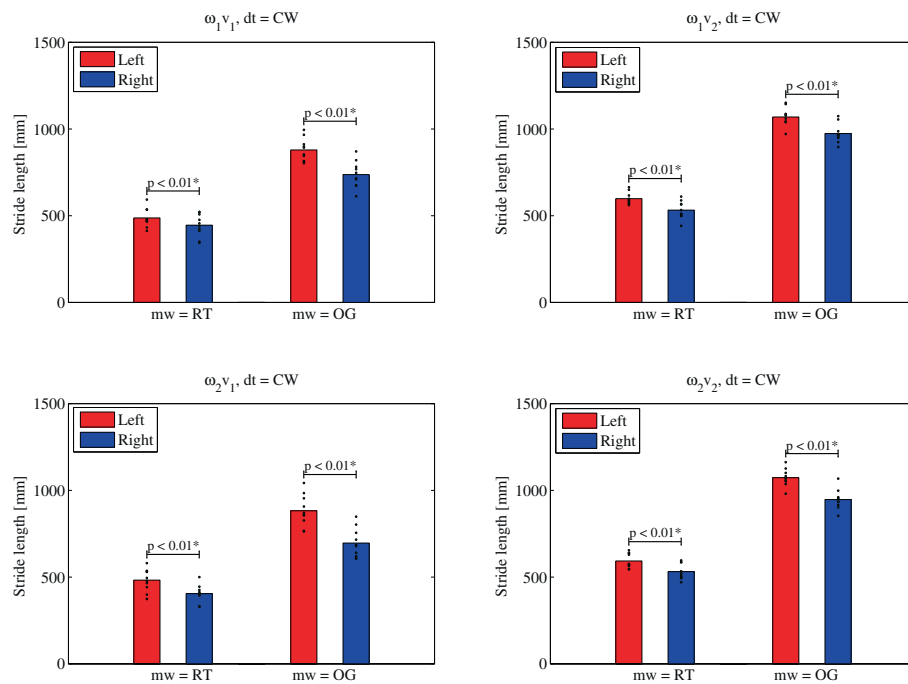 ω1v1, dt = CW
Stride length [mm]
1500
1000
500
0
Left
Right
p < 0.01*
p < 0.01*
mw = RT
mw = OG
ω1v2, dt = CW
Stride length [mm]
1500
1000
500
0
Left
Right
p < 0.01*
p < 0.01*
mw = RT
mw = OG
ω2v1, dt = CW
Stride length [mm]
1500
1000
500
0
Left
Right
p < 0.01*
p < 0.01*
mw = RT
mw = OG
ω2v2, dt = CW
Stride length [mm]
1500
1000
500
0
Left
Right
p < 0.01*
p < 0.01*
mw = RT
mw = OG